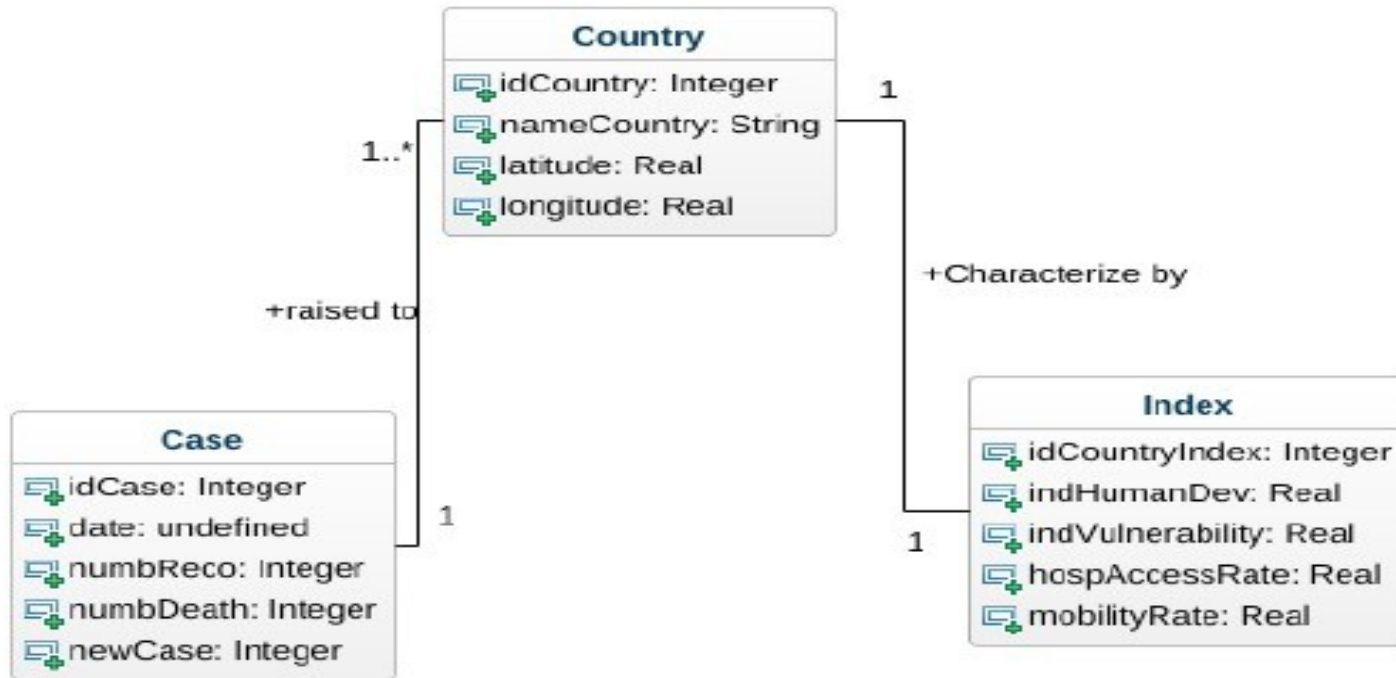 Country
idCountry: Integer
nameCountry: String
latitude: Real
longitude: Real
1..*
1
+raised to
+Characterize by
Case
idCase: Integer
date: undefined
numbReco: Integer
numbDeath: Integer
newCase: Integer
1
1
Index
idCountryIndex: Integer
indHumanDev: Real
indVulnerability: Real
hospAccessRate: Real
mobilityRate: Real